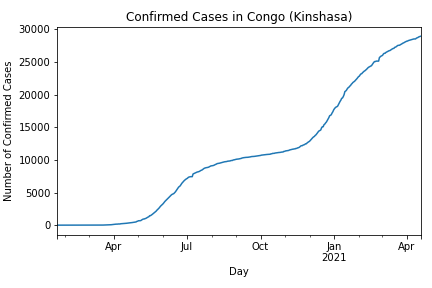 Confirmed Cases in Congo (Kinshasa)
30000
25000
20000
15000
10000
5000
0
Number of Confirmed Cases
Apr Jul Oct Jan Apr
2021
Day